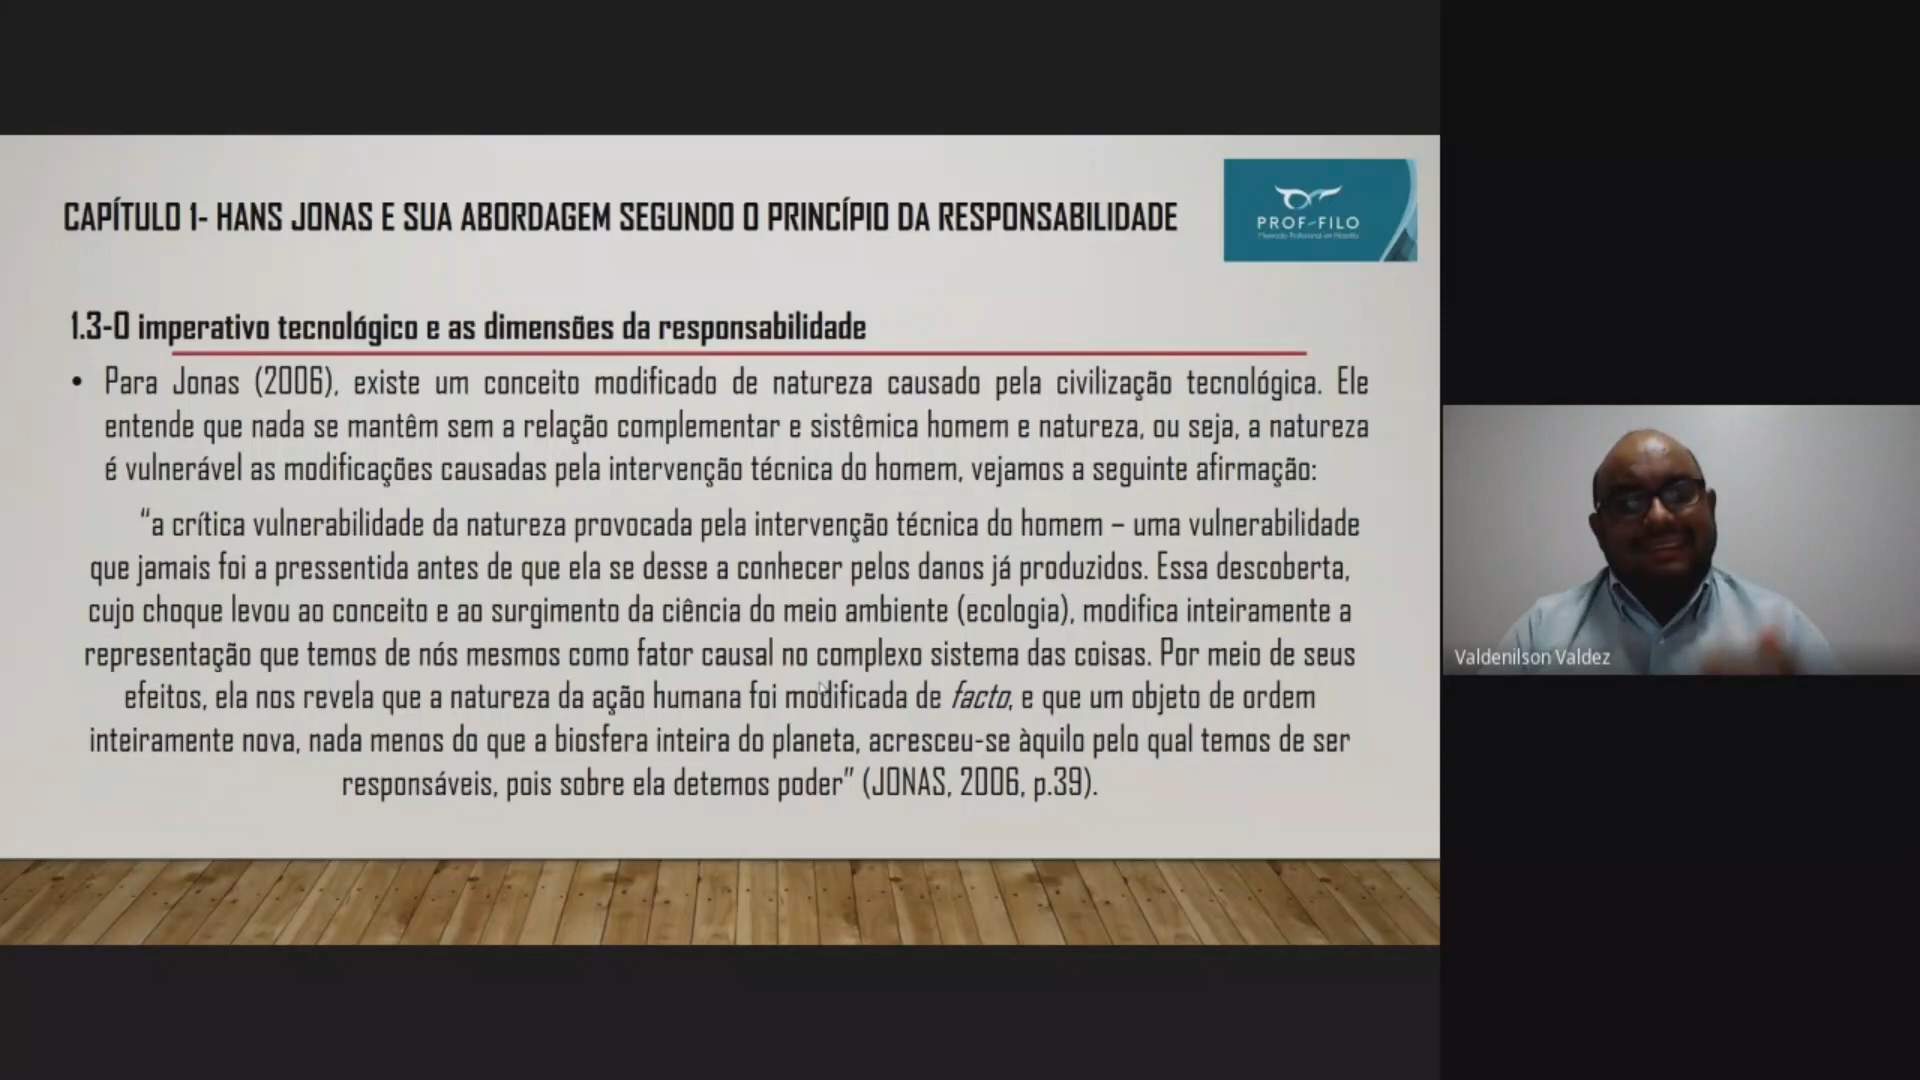 CAPÍTULO 1- HANS JONAS E SUA ABORDAGEM SEGUNDO O PRINCÍPIO DA RESPONSABILIDADE
PROF-FILO
Mestrado Profissional em Filosofia
1.3-O imperativo tecnológico e as dimensões da responsabilidade
• Para Jonas (2006), existe um conceito modificado de natureza causado pela civilização tecnológica. Ele
entende que nada se mantêm sem a relação complementar e sistêmica homem e natureza, ou seja, a natureza
é vulnerável as modificações causadas pela intervenção técnica do homem, vejamos a seguinte afirmação:
“a crítica vulnerabilidade da natureza provocada pela intervenção técnica do homem – uma vulnerabilidade
que jamais foi a pressentida antes de que ela se desse a conhecer pelos danos já produzidos. Essa descoberta,
cujo choque levou ao conceito e ao surgimento da ciência do meio ambiente (ecologia), modifica inteiramente a
representação que temos de nós mesmos como fator causal no complexo sistema das coisas. Por meio de seus
efeitos, ela nos revela que a natureza da ação humana foi modificada de facto, e que um objeto de ordem
inteiramente nova, nada menos do que a biosfera inteira do planeta, acresceu-se àquilo pelo qual temos de ser
responsáveis, pois sobre ela detemos poder” (JONAS, 2006, p.39).
Valdenilson Valdez